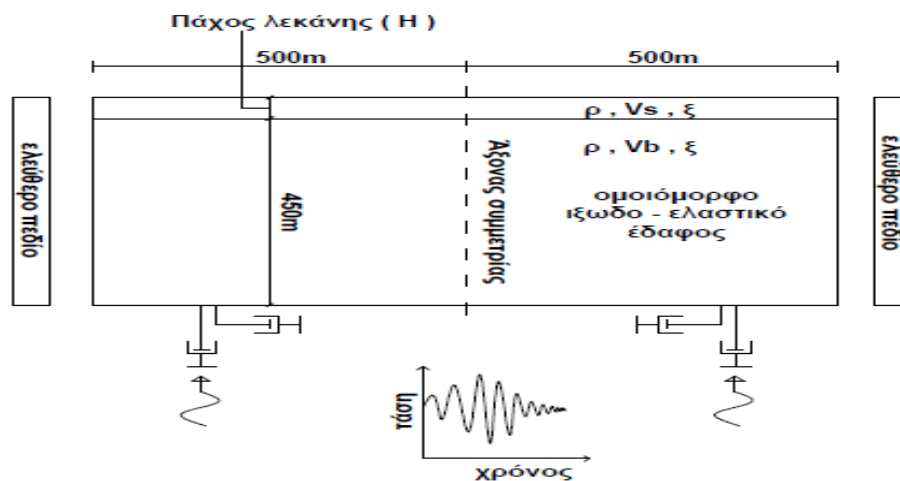 Πάχος λεκάνης ( H )
500m
500m
ρ , Vs , ξ
ρ , Vb , ξ
ελεύθερο πεδίο
450m
Άξονας συμμετρίας
ομοιόμορφο
ιξωδο - ελαστικό
έδαφος
ελεύθερο πεδίο
τάση
χρόνος